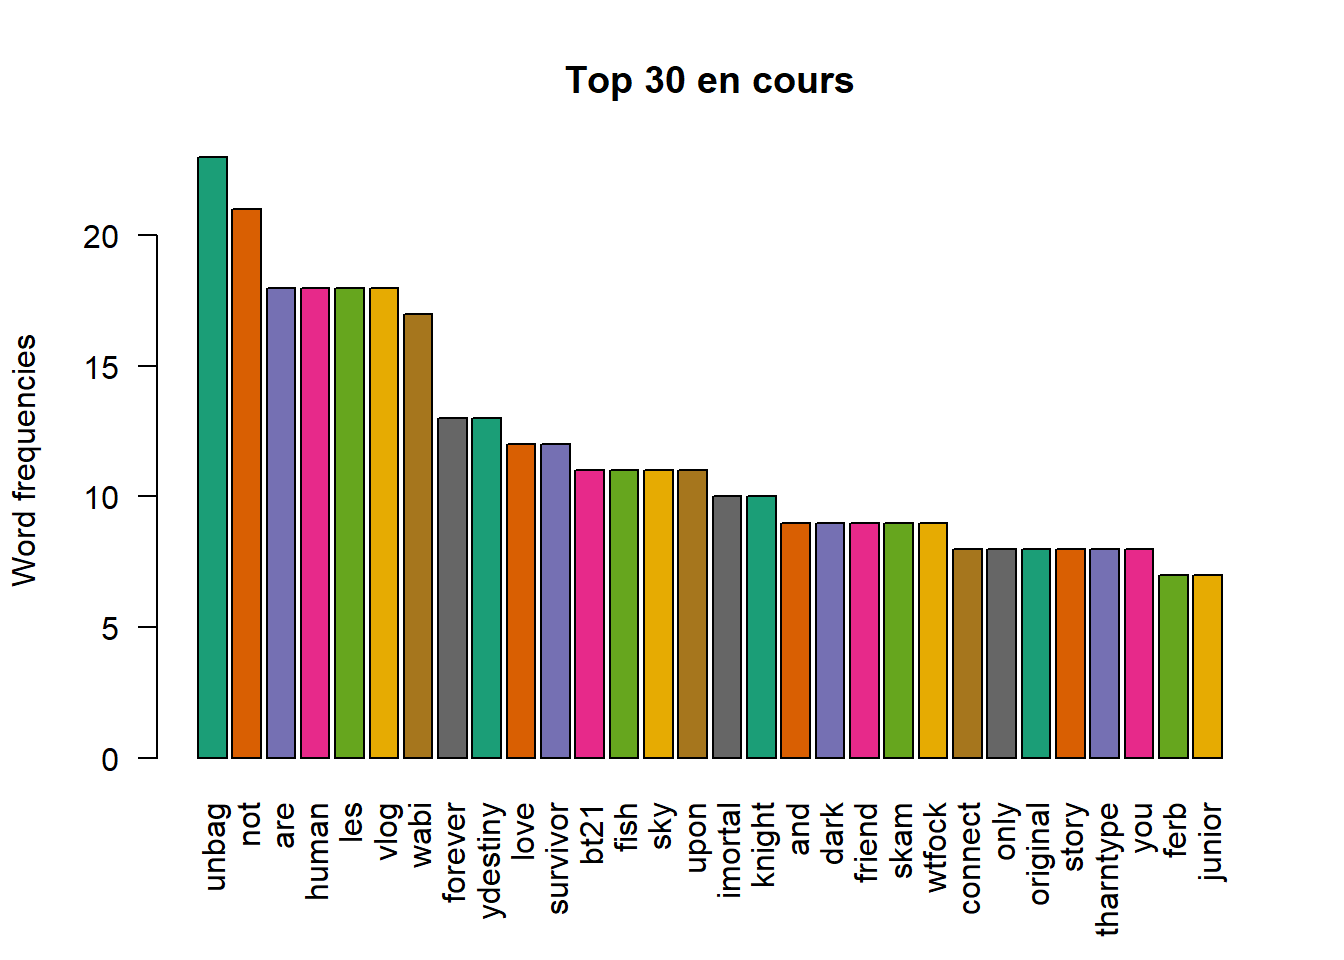 Top 30 en cours
Word frequencies
20
15
10
5
0
unbag
not
are
human
les
vlog
wabi
forever
ydestiny
love
survivor
bt21
fish
sky
upon
imortal
knight
and
dark
friend
skam
wtfock
connect
only
original
story
tharntype
you
ferb
junior